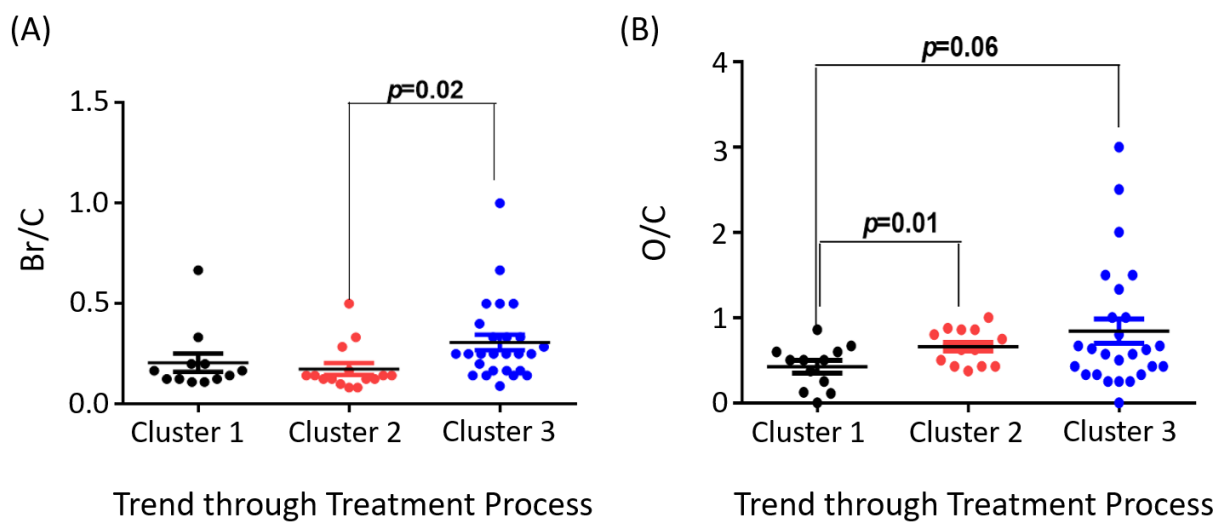 (A)
p=0.02
1.5
1.0
0.5
0.0
Br/C
Cluster 1 Cluster 2 Cluster 3
Trend through Treatment Process
(B)
p=0.06
p=0.01
4
3
2
1
0
O/C
Cluster 1 Cluster 2 Cluster 3
Trend through Treatment Process